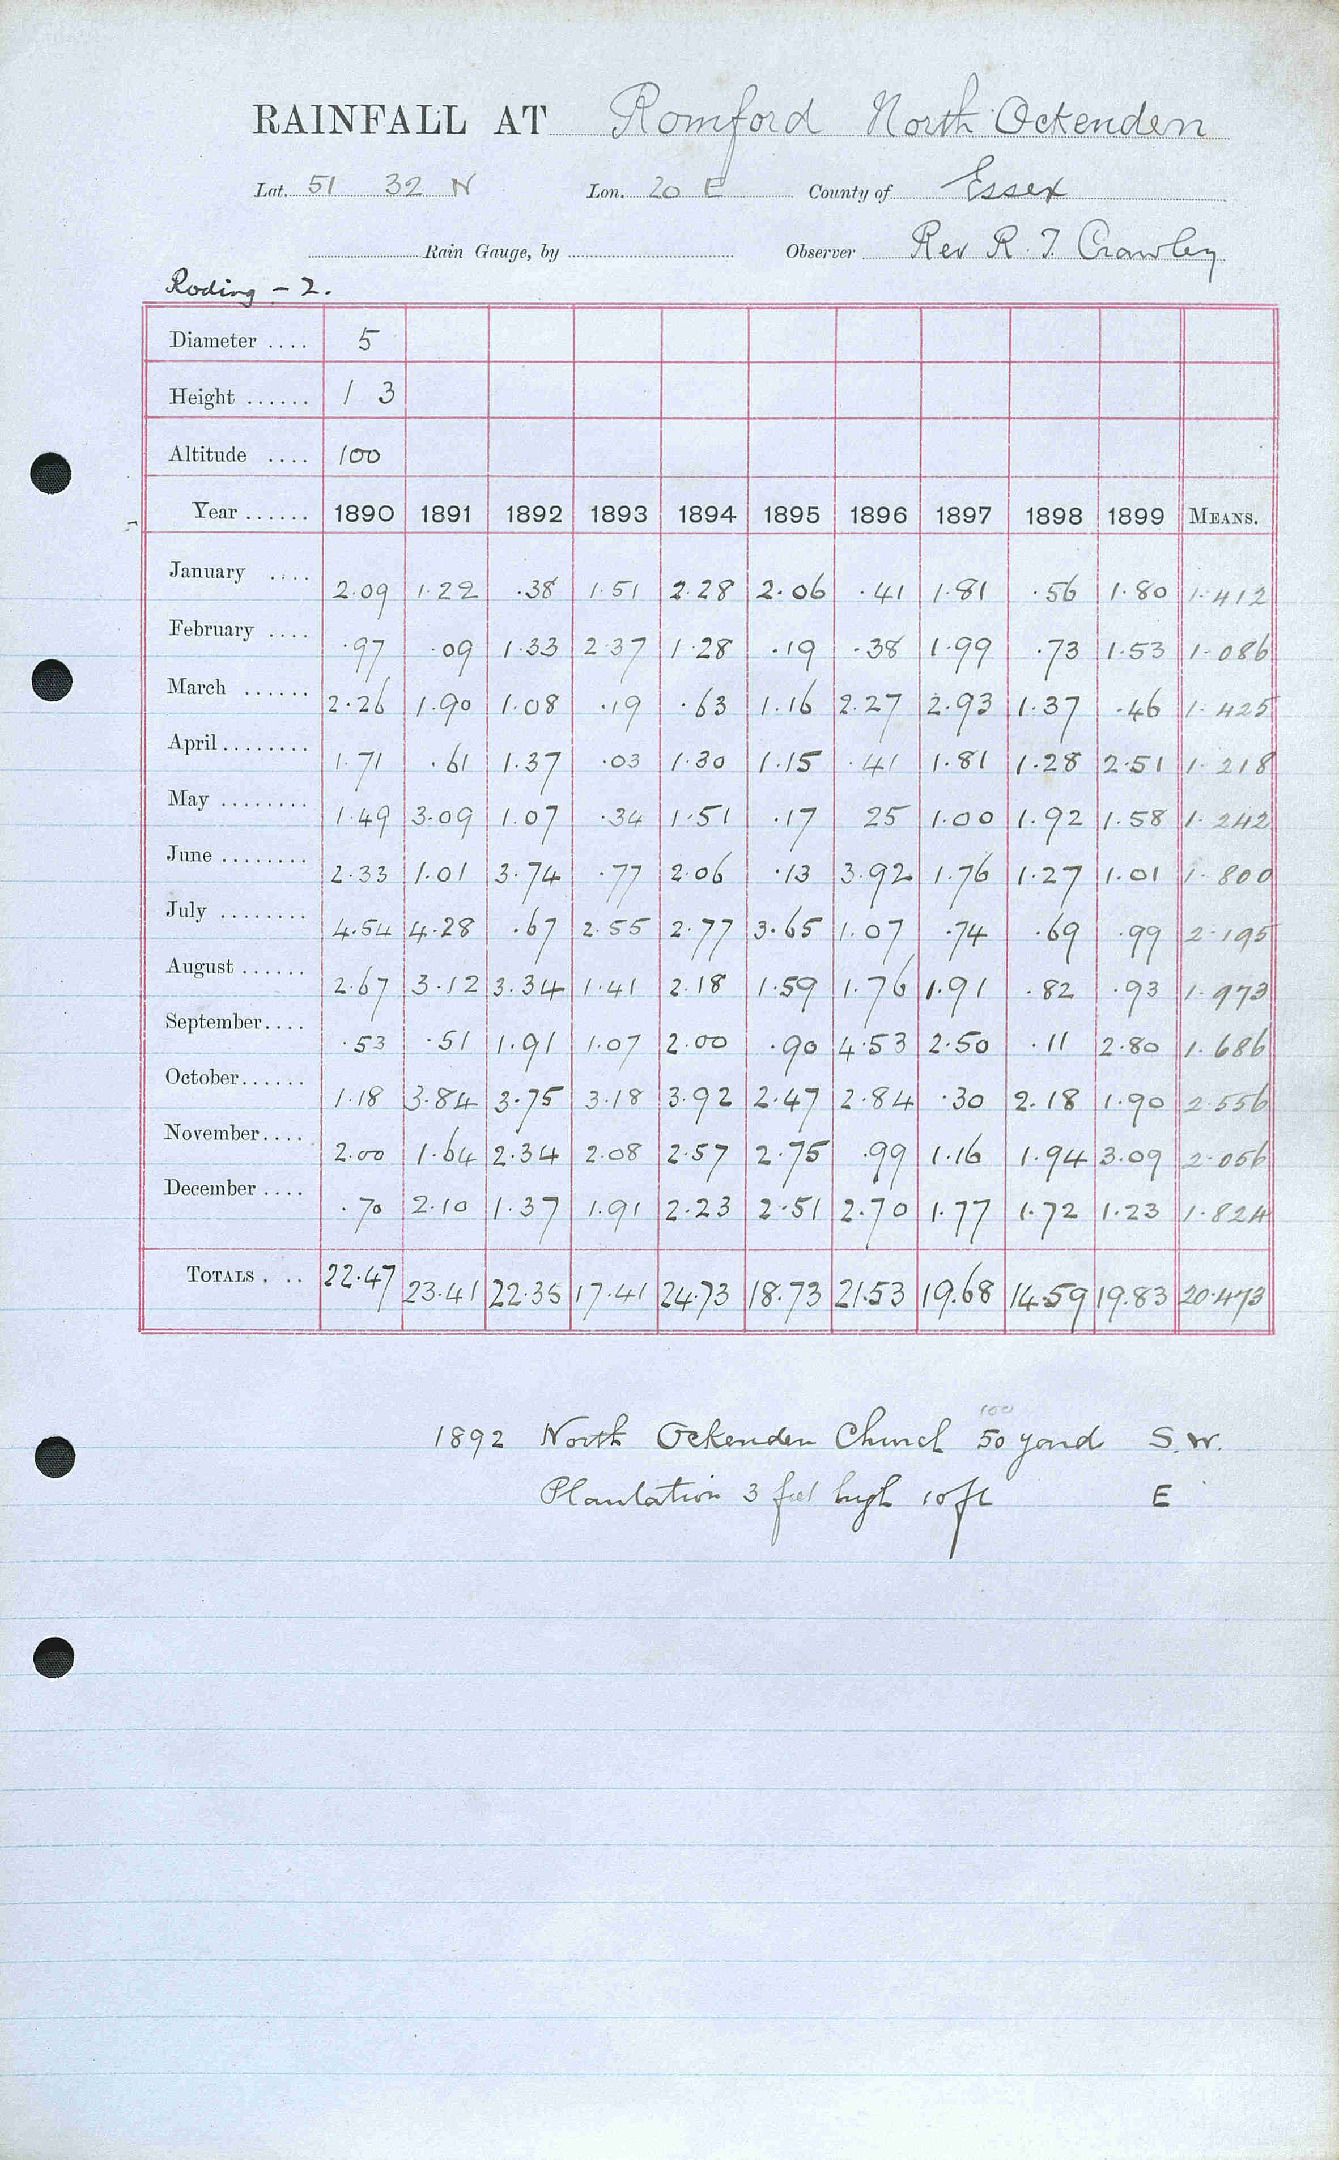 RAINFALL AT Romford North Ockenden
Lat. 51 32 N Lon. 20 E County of Essex
Rain Gauge, by Observer Rev R. T. Crawley
Roding - 2.
Diameter .... 5
Height ...... 1 3
Altitude .... 100
Year ...... 1890 1891 1892 1893 1894 1895 1896 1897 1898 1899 MEANS.
January .... 2.09 1.22 .38 1.51 2.28 2.06 .41 1.81 .56 1.80 1.412
February .... .97 .09 1.33 2.37 1.28 .19 .38 1.99 .73 1.53 1.086
March ...... 2.26 1.90 1.08 .19 .63 1.16 2.27 2.93 1.37 .46 1.425
April ........ 1.71 .61 1.37 .03 1.30 1.15 .41 1.81 1.28 2.51 1.218
May ........ 1.49 3.09 1.07 .34 1.51 .17 25 1.00 1.92 1.58 1.242
June ........ 2.33 1.01 3.74 .77 2.06 .13 3.92 1.76 1.27 1.01 1.800
July ........ 4.54 4.28 .67 2.55 2.77 3.65 1.07 .74 .69 .99 2.195
August ...... 2.67 3.12 3.34 1.41 2.18 1.59 1.76 1.91 .82 .93 1.973
September.... .53 .51 1.91 1.07 2.00 .90 4.53 2.50 .11 2.80 1.686
October...... 1.18 3.84 3.75 3.18 3.92 2.47 2.84 .30 2.18 1.90 2.556
November.... 2.00 1.64 2.34 2.08 2.57 2.75 .99 1.16 1.94 3.09 2.056
December .... .70 2.10 1.37 1.91 2.23 2.51 2.70 1.77 1.72 1.23 1.824
TOTALS . .. 22.47 23.41 22.35 17.41 24.73 18.73 21.53 19.68 14.59 19.83 20.473
100
1892 North Ockenden Church 50 yard S.W.
Plantation 3 feet high 10 ft E